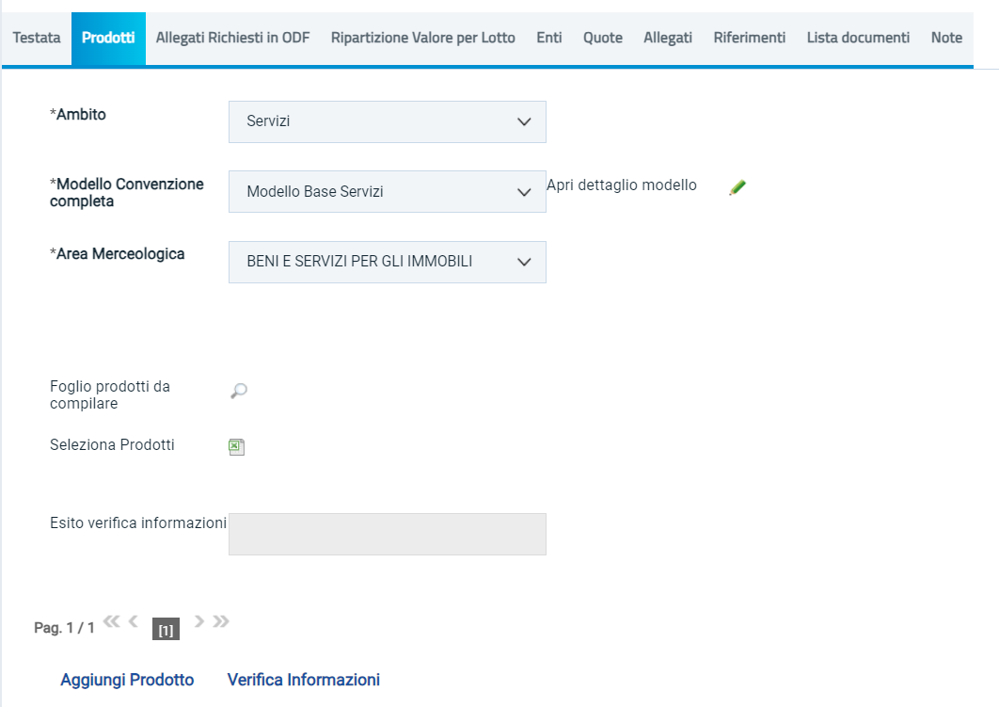 Testata Prodotti Allegati Richiesti in ODF Ripartizione Valore per Lotto Enti Quote Allegati Riferimenti Lista documenti Note
*Ambito
Servizi
*Modello Convenzione
completa
Modello Base Servizi
Apri dettaglio modello
*Area Merceologica
BENI E SERVIZI PER GLI IMMOBILI
Foglio prodotti da
compilare
Seleziona Prodotti
Esito verifica informazioni
Pag. 1 / 1 [1]
Aggiungi Prodotto Verifica Informazioni